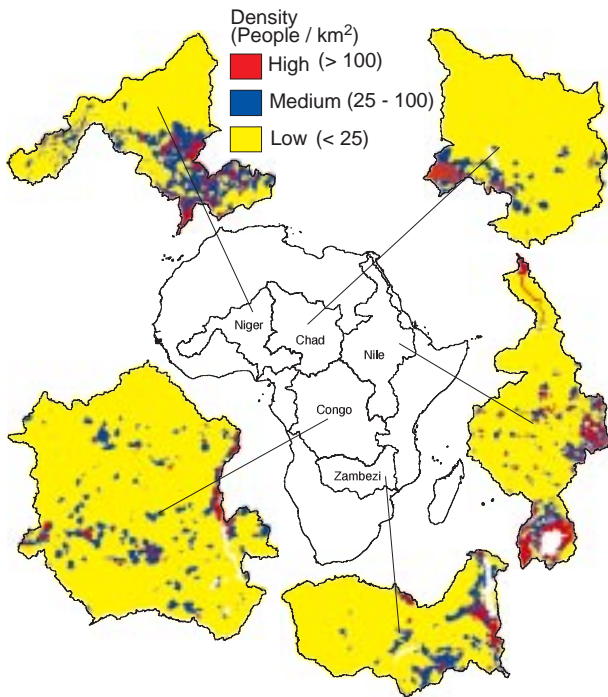 Density
(People / km²)
High (> 100)
Medium (25 - 100)
Low (< 25)
Niger
Chad
Nile
Congo
Zambezi